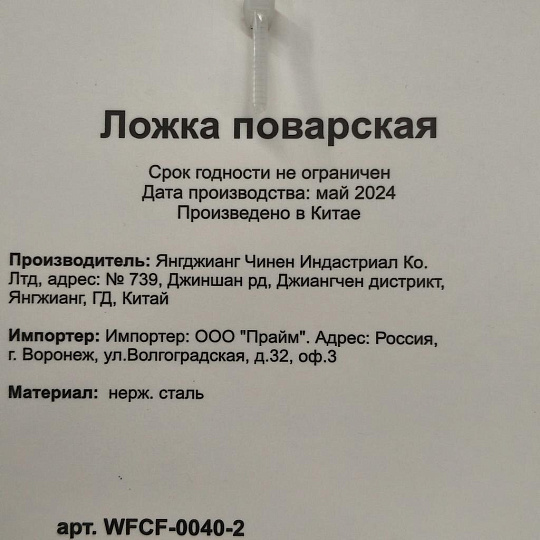 Ложка поварская
Срок годности не ограничен
Дата производства: май 2024
Произведено в Китае
Производитель: Янгджианг Чинен Индастриал Ко.
Лтд, адрес: № 739, Джиншан рд, Джиангчен дистрикт,
Янгжианг, ГД, Китай
Импортер: Импортер: ООО "Прайм". Адрес: Россия,
г. Воронеж, ул.Волгоградская, д.32, оф.3
Материал: нерж. сталь
арт. WFCF-0040-2